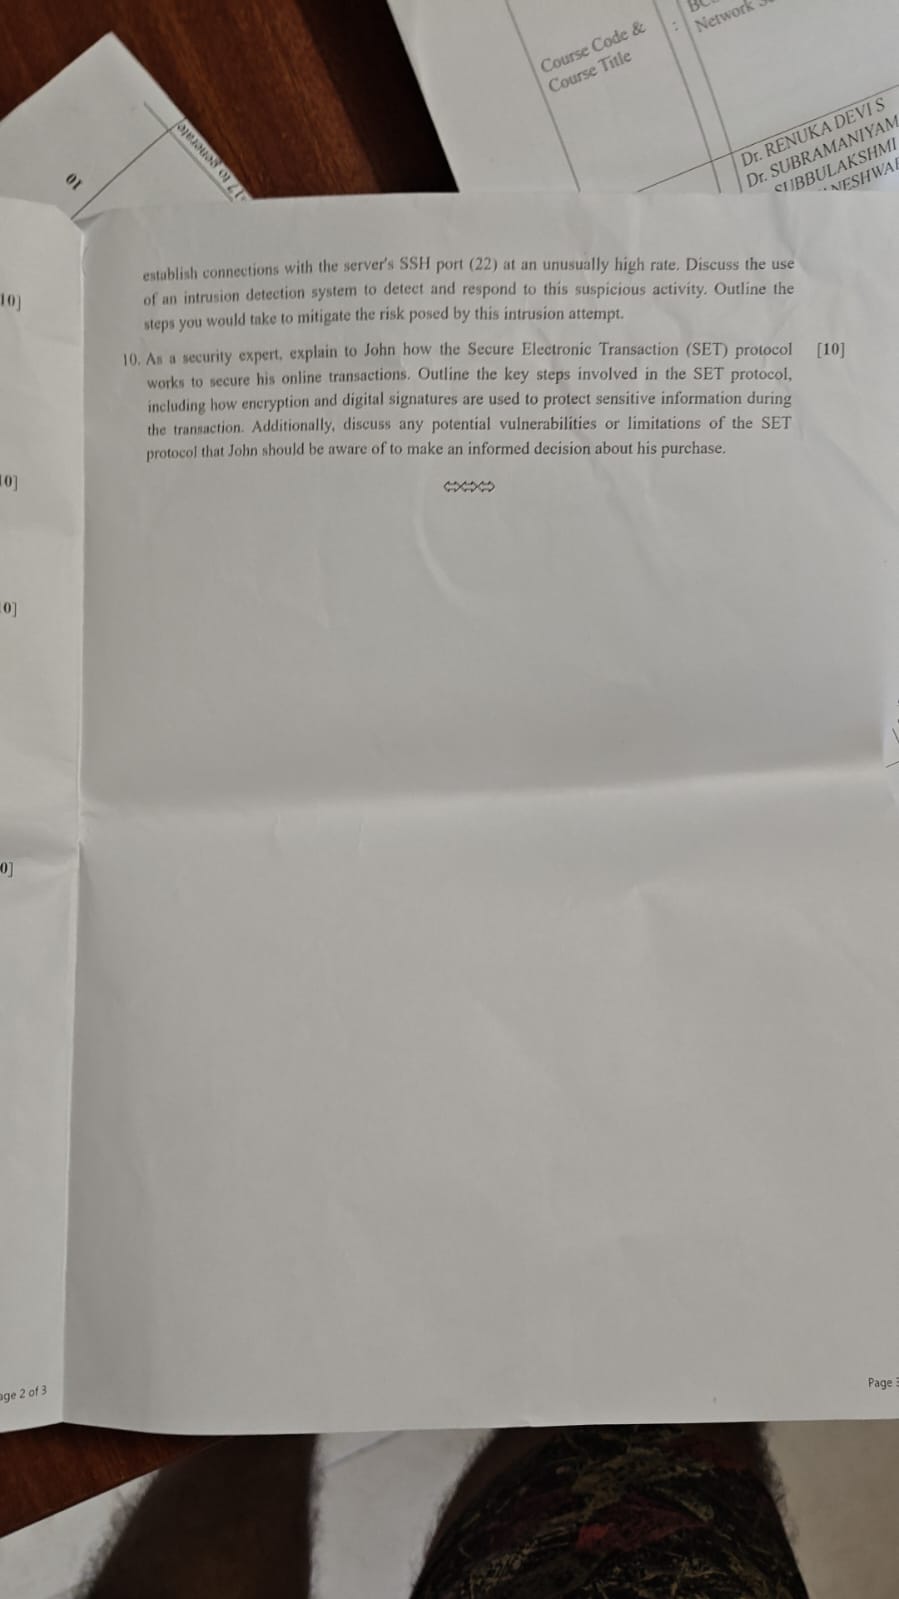 Course Code &
Course Title
:
Network
Dr. RENUKA DEVI S
Dr. SUBRAMANIYAM
SUBBULAKSHMI
10
17 to generate
10]
establish connections with the server's SSH port (22) at an unusually high rate. Discuss the use
of an intrusion detection system to detect and respond to this suspicious activity. Outline the
steps you would take to mitigate the risk posed by this intrusion attempt.
10. As a security expert, explain to John how the Secure Electronic Transaction (SET) protocol [10]
works to secure his online transactions. Outline the key steps involved in the SET protocol,
including how encryption and digital signatures are used to protect sensitive information during
the transaction. Additionally, discuss any potential vulnerabilities or limitations of the SET
protocol that John should be aware of to make an informed decision about his purchase.
10]
0]
0]
age 2 of 3
Page 3